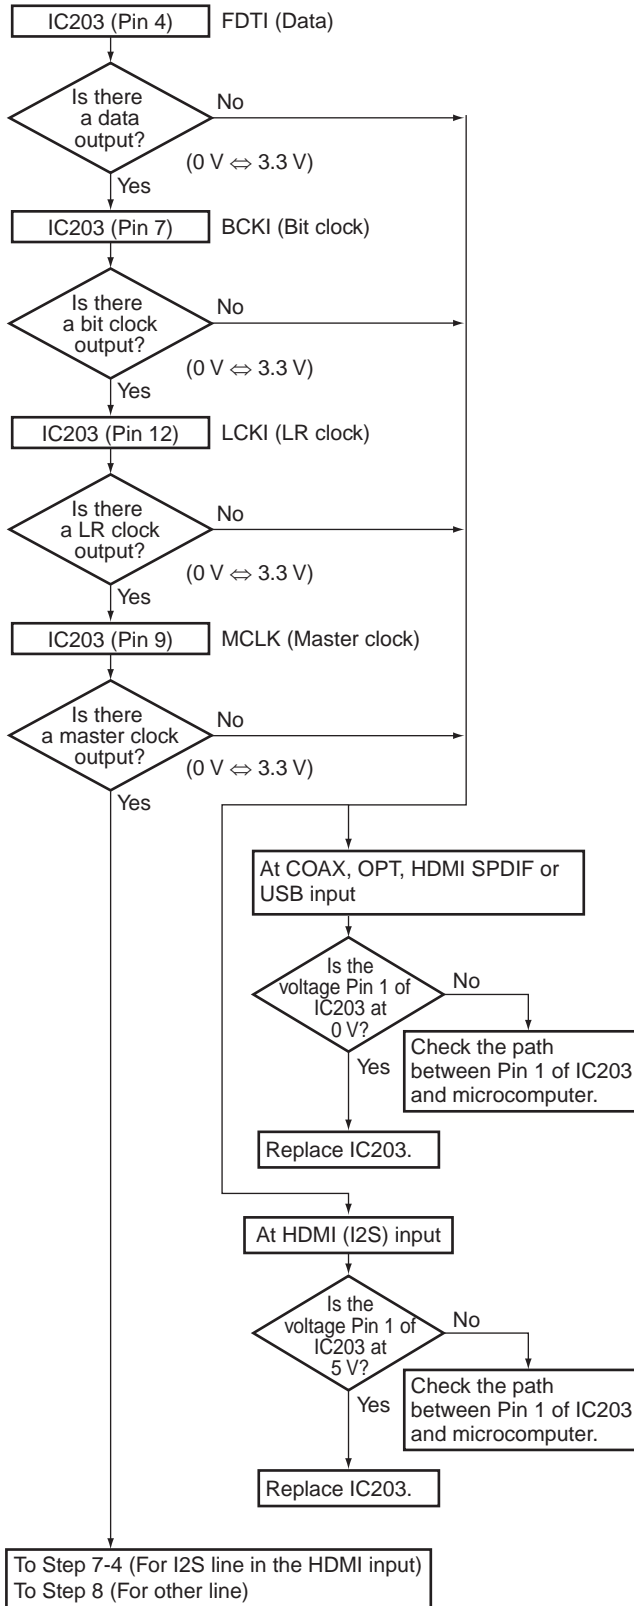 IC203 (Pin 4) FDTI (Data)
Is there
a data
output?
No
(0 V ⇔ 3.3 V)
Yes
IC203 (Pin 7) BCKI (Bit clock)
Is there
a bit clock
output?
No
(0 V ⇔ 3.3 V)
Yes
IC203 (Pin 12) LCKI (LR clock)
Is there
a LR clock
output?
No
(0 V ⇔ 3.3 V)
Yes
IC203 (Pin 9) MCLK (Master clock)
Is there
a master clock
output?
No
(0 V ⇔ 3.3 V)
Yes
At COAX, OPT, HDMI SPDIF or
USB input
Is the
voltage Pin 1 of
IC203 at
0 V?
No
Yes
Check the path
between Pin 1 of IC203
and microcomputer.
Replace IC203.
At HDMI (I2S) input
Is the
voltage Pin 1 of
IC203 at
5 V?
No
Yes
Check the path
between Pin 1 of IC203
and microcomputer.
Replace IC203.
To Step 7-4 (For I2S line in the HDMI input)
To Step 8 (For other line)